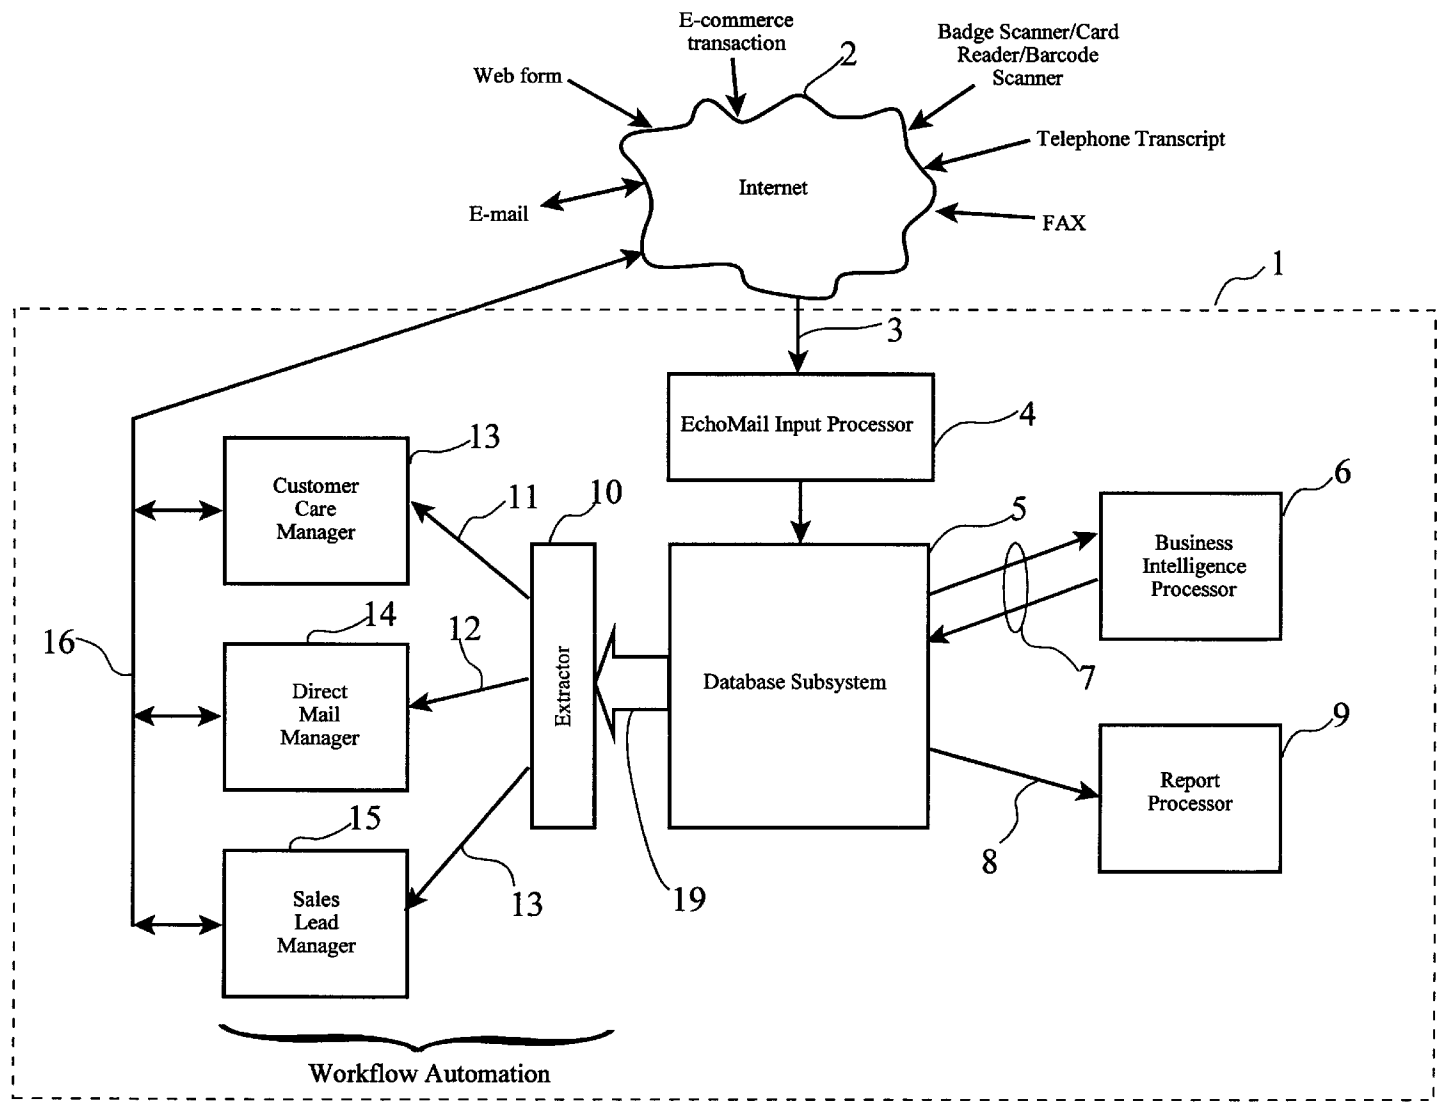 E-commerce
transaction
2
Badge Scanner/Card
Reader/Barcode
Scanner
Web form
Telephone Transcript
Internet
E-mail
FAX
1
3
EchoMail Input Processor
4
13
Customer
Care
Manager
11
10
5
6
Business
Intelligence
Processor
7
16
14
12
Direct
Mail
Manager
Extractor
Database Subsystem
9
Report
Processor
15
8
13
19
Sales
Lead
Manager
Workflow Automation